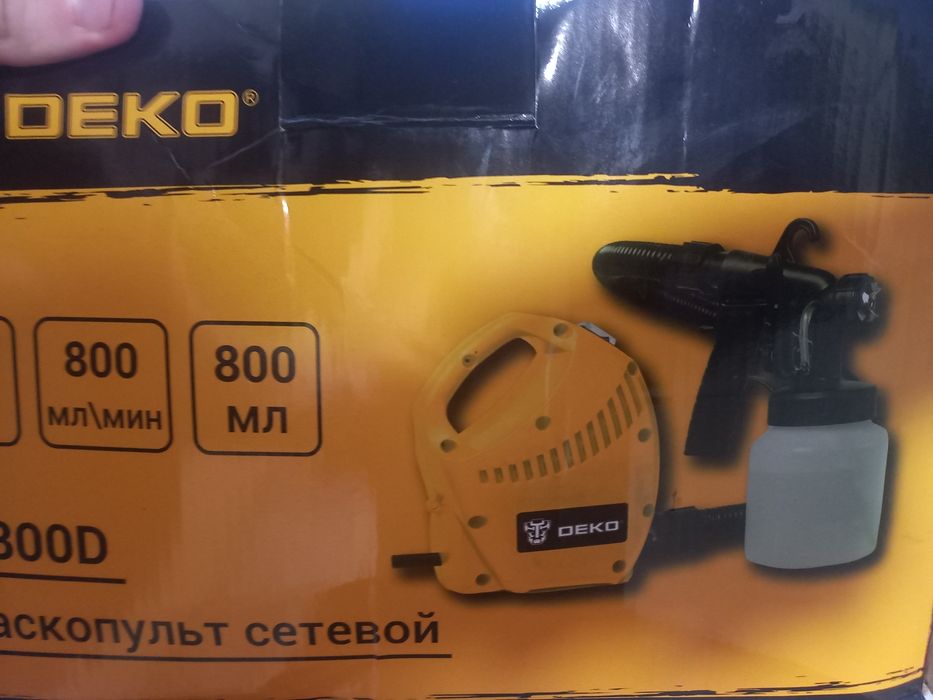 DEKO®
800
мл\мин
800
мл
DEKO
300D
аскопульт сетевой